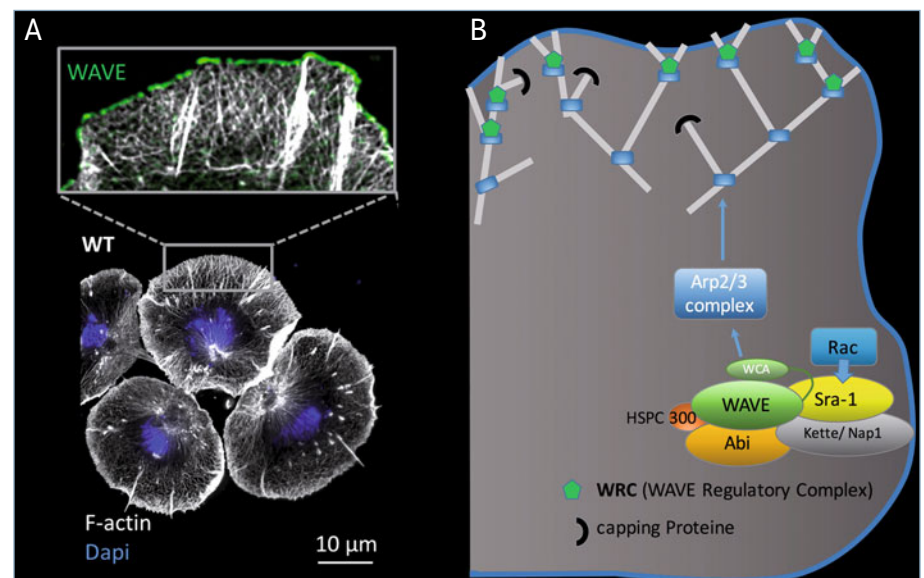 A
WAVE
WT
F-actin
Dapi
10 µm
B
Arp2/3
complex
Rac
WCA
WAVE
Sra-1
HSPC 300
Abi
Kette/ Nap1
WRC (WAVE Regulatory Complex)
capping Proteine